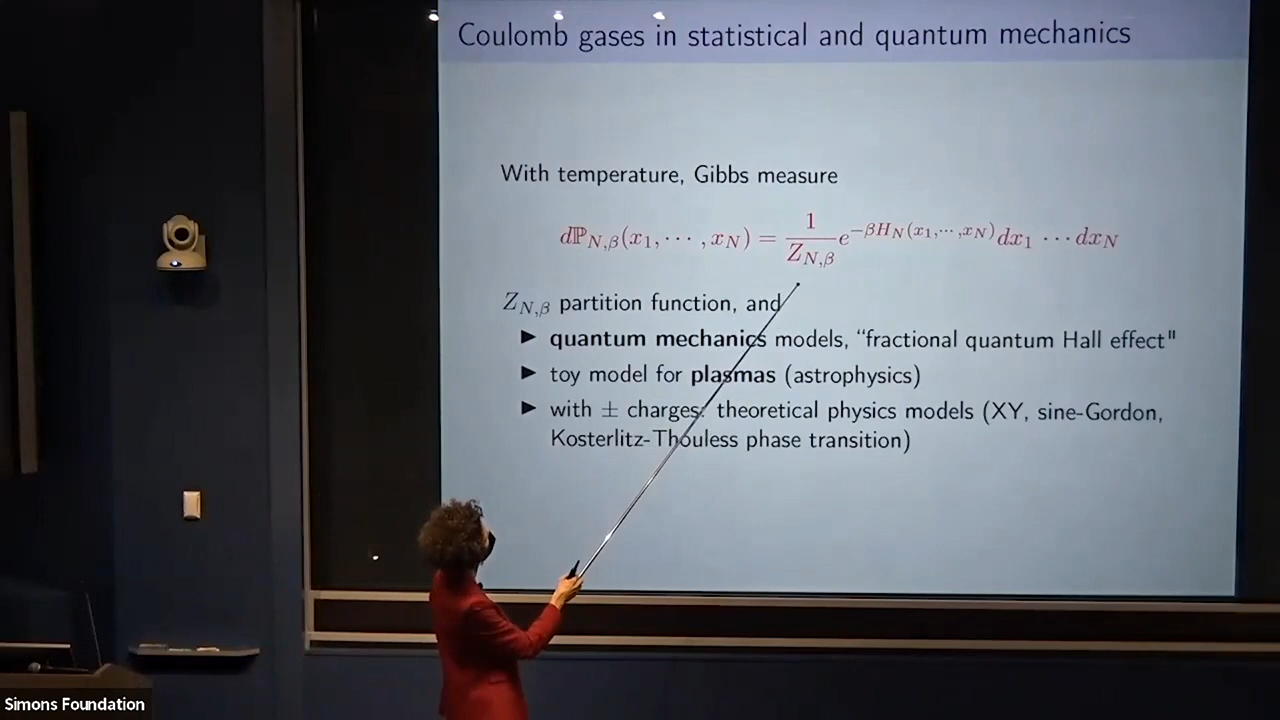 Coulomb gases in statistical and quantum mechanics
With temperature, Gibbs measure
dℙ_{N,β}(x_1, ⋯ , x_N) = \frac{1}{Z_{N,β}} e^{−βH_N(x_1,⋯,x_N)} dx_1 ⋯ dx_N
Z_{N,β} partition function, and
▶ quantum mechanics models, "fractional quantum Hall effect"
▶ toy model for plasmas (astrophysics)
▶ with ± charges: theoretical physics models (XY, sine-Gordon,
Kosterlitz-Thouless phase transition)
Simons Foundation